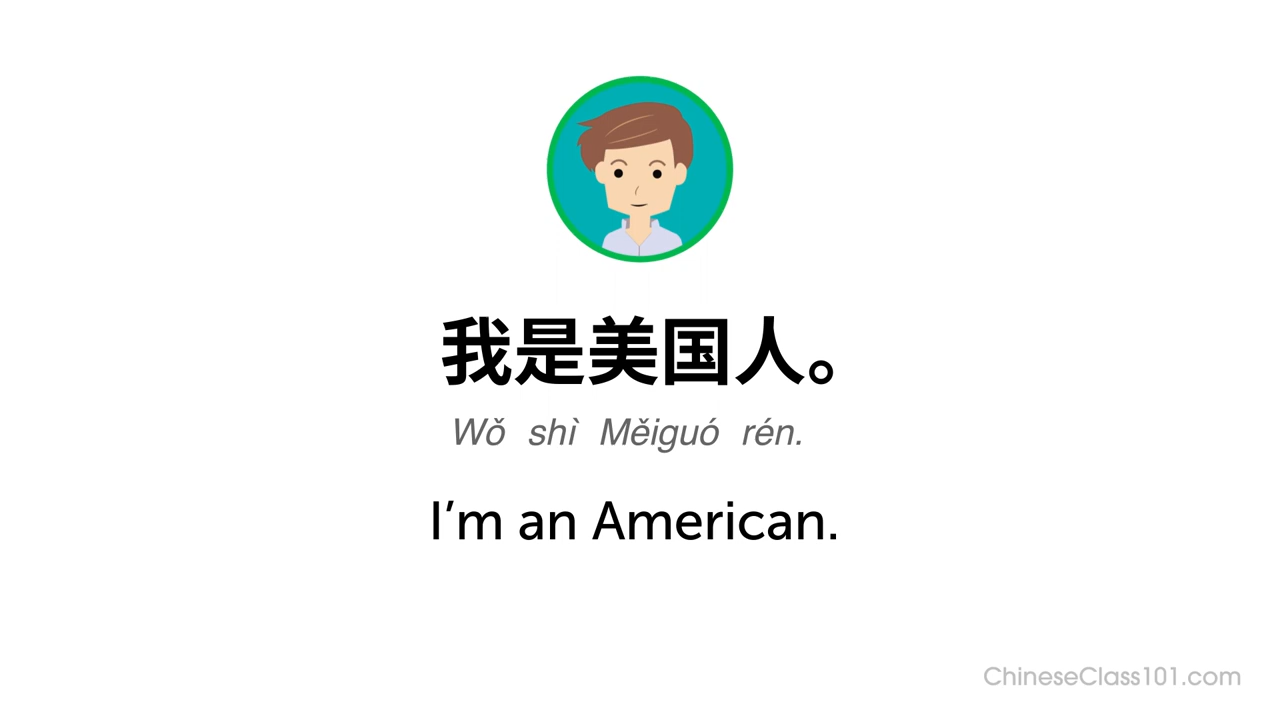 我是美国人。
Wǒ shì Měiguó rén.
I'm an American.
ChineseClass101.com